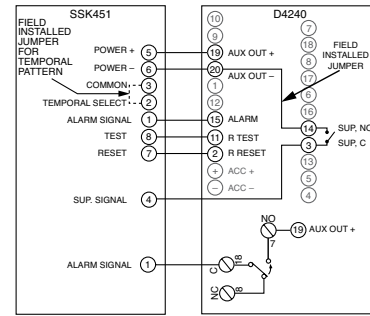 SSK451
D4240
FIELD
INSTALLED
JUMPER
FOR
TEMPORAL
PATTERN
POWER + 5
POWER – 6
COMMON 3
TEMPORAL SELECT 2
ALARM SIGNAL 1
TEST 8
RESET 7
SUP. SIGNAL 4
ALARM SIGNAL 1
10
9
19 AUX OUT +
20
AUX OUT –
1
12
15 ALARM
11 R TEST
2 R RESET
+ ACC +
– ACC –
7
18
8
17
6
16
14 SUP, NO
3 SUP, C
13
5
4
FIELD
INSTALLED
JUMPER
NO
7
19 AUX OUT +
C
18
NC
8